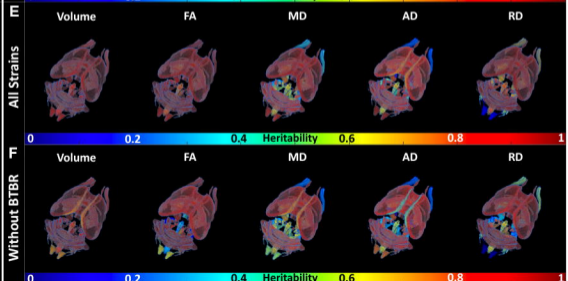 E
All Strains
Volume FA MD AD RD
0 0.2 0.4 Heritability 0.6 0.8 1
F
Without BTBR
Volume FA MD AD RD
0 0.2 0.4 Heritability 0.6 0.8 1